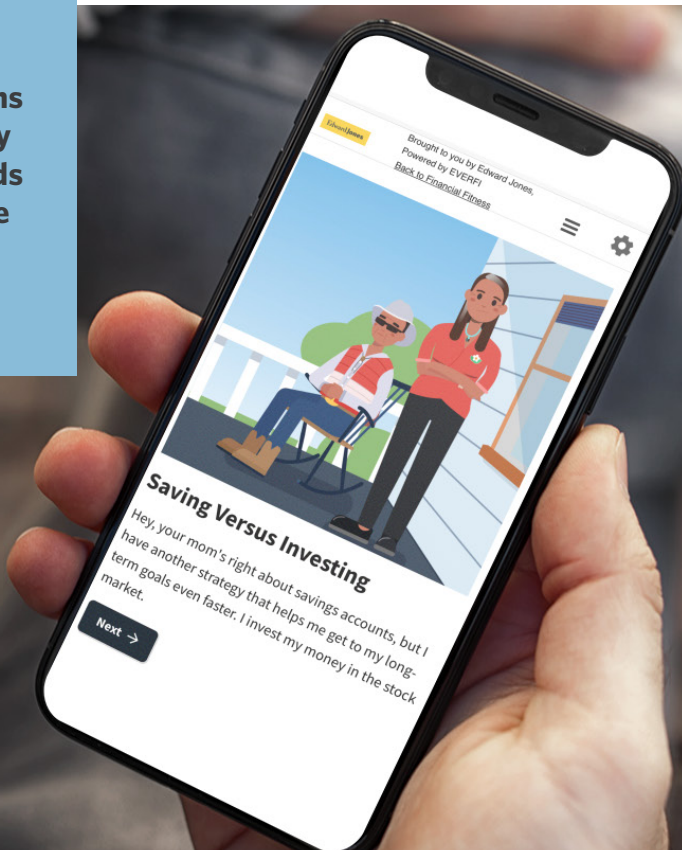 ns
y
ds
e
Edward Jones
Brought to you by Edward Jones,
Powered by EVERFI
Back to Financial Fitness
Saving Versus Investing
Hey, your mom's right about savings accounts, but I
have another strategy that helps me get to my long-
term goals even faster. I invest my money in the stock
market.
Next →